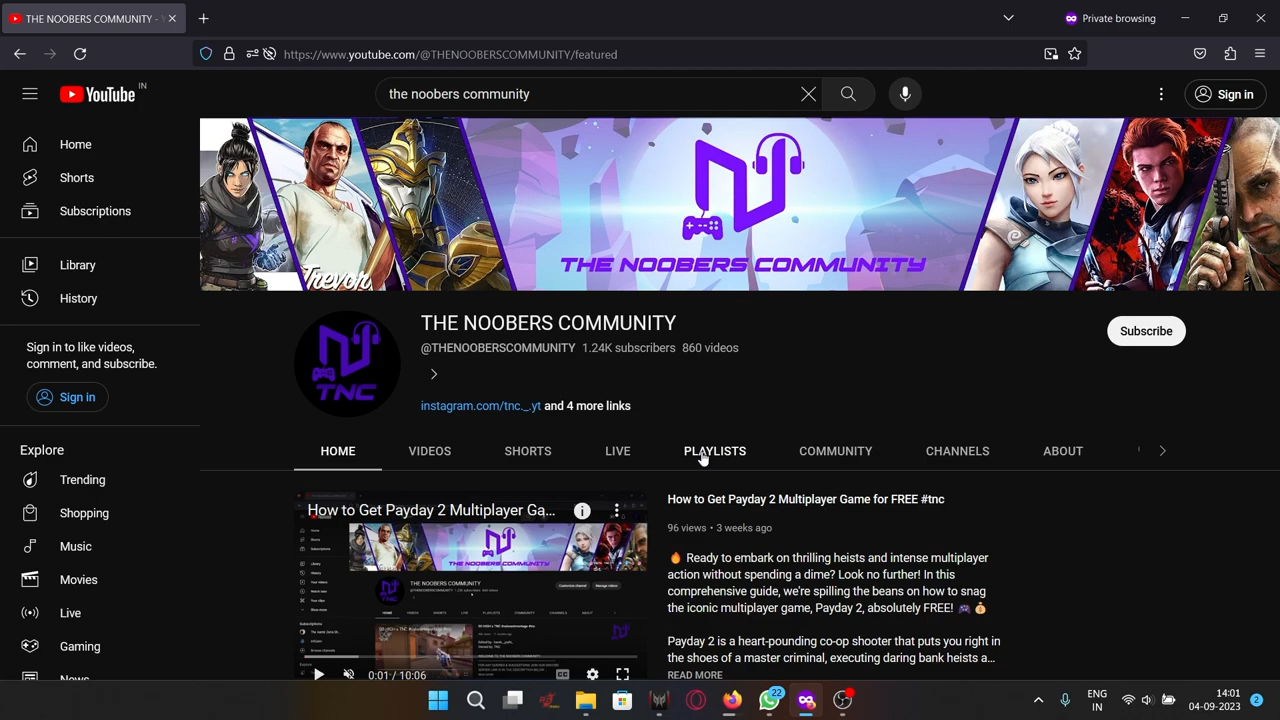 THE NOOBERS COMMUNITY -
Private browsing
https://www.youtube.com/@THENOOBERSCOMMUNITY/featured
YouTube IN
the noobers community
Sign in
Home
Shorts
Subscriptions
Library
History
Sign in to like videos,
comment, and subscribe.
Sign in
Explore
Trending
Shopping
Music
Movies
Live
Gaming
News
Trevor
THE NOOBERS COMMUNITY
TNC
THE NOOBERS COMMUNITY
@THENOOBERSCOMMUNITY 1.24K subscribers 860 videos
instagram.com/tnc._.yt and 4 more links
Subscribe
HOME VIDEOS SHORTS LIVE PLAYLISTS COMMUNITY CHANNELS ABOUT
How to Get Payday 2 Multiplayer Ga...
THE NOOBERS COMMUNITY
0:01 / 10:06
How to Get Payday 2 Multiplayer Game for FREE #tnc
96 views • 3 weeks ago
🔥 Ready to embark on thrilling heists and intense multiplayer
action without spending a dime? Look no further! In this
comprehensive guide, we're spilling the beans on how to snag
the iconic multiplayer game, Payday 2, absolutely FREE! 🎮 💰
Payday 2 is a heart-pounding co-op shooter that puts you right in
the shoes of a master criminal, executing daring heists across a...
READ MORE
22
ENG
IN
14:01
04-09-2023
2